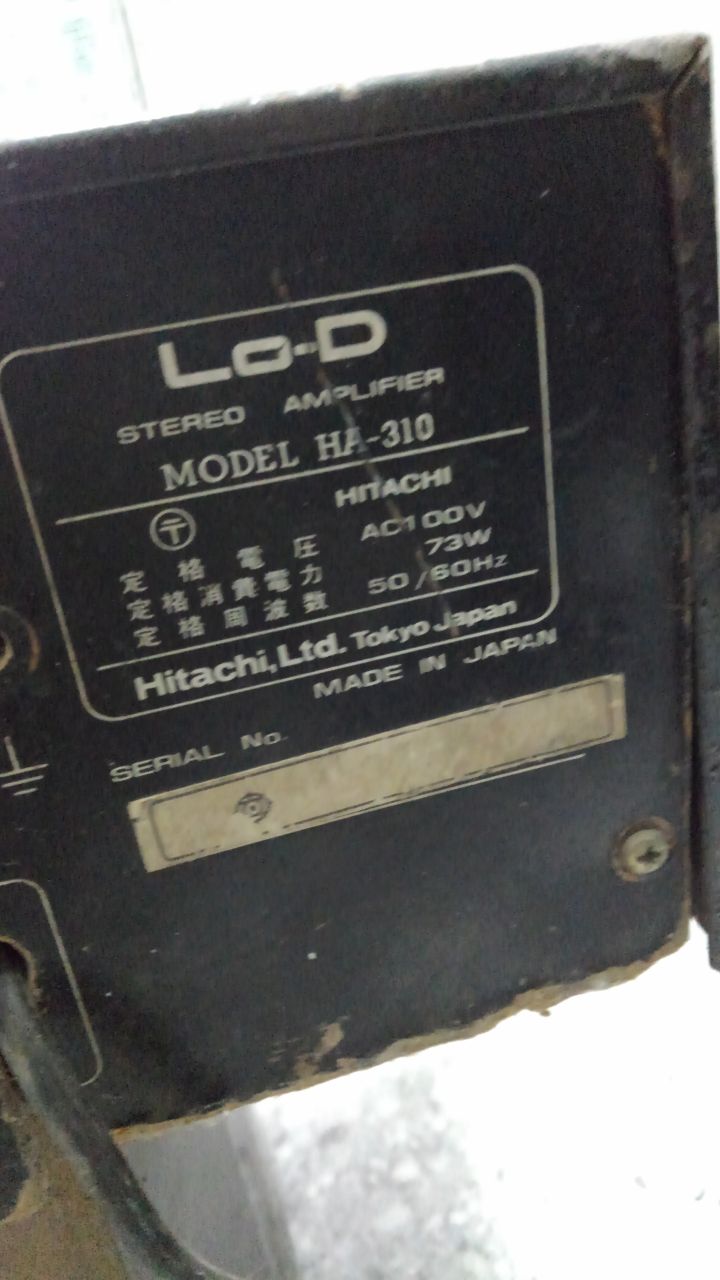 Lo-D
STEREO AMPLIFIER
MODEL HA-310
HITACHI
〒
定格電圧 AC100V
定格消費電力 73W
定格周波数 50/60Hz
Hitachi, Ltd. Tokyo Japan
MADE IN JAPAN
SERIAL No.